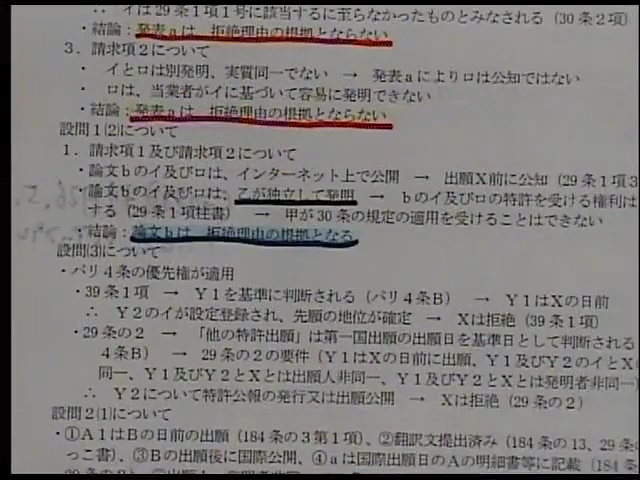 ∴ イは29条1項1号に該当するに至らなかったものとみなされる（30条2項）
・結論：発表aは、拒絶理由の根拠とならない
3．請求項2について
・ イとロは別発明、実質同一でない → 発表aによりロは公知ではない
・ ロは、当業者がイに基づいて容易に発明できない
・結論：発表aは、拒絶理由の根拠とならない
設問1(2)について
1．請求項1及び請求項2について
・論文bのイ及びロは、インターネット上で公開 → 出願X前に公知（29条1項3
・論文bのイ及びロは、乙が独立して発明 → bのイ及びロの特許を受ける権利は
する（29条1項柱書） → 甲が30条の規定の適用を受けることはできない
・結論：論文bは、拒絶理由の根拠となる
設問(3)について
・パリ4条の優先権が適用
・39条1項 → Y1を基準に判断される（パリ4条B） → Y1はXの日前
∴ Y2のイが設定登録され、先願の地位が確定 → Xは拒絶（39条1項）
・29条の2 → 「他の特許出願」は第一国出願の出願日を基準日として判断される
4条B） → 29条の2の要件（Y1はXの日前に出願、Y1及びY2のイとX
同一、Y1及びY2とXとは出願人非同一、Y1及びY2とXとは発明者非同一
∴ Y2について特許公報の発行又は出願公開 → Xは拒絶（29条の2）
設問2(1)について
・①A1はBの日前の出願（184条の3第1項）、②翻訳文提出済み（184条の13、29条
っこ書）、③Bの出願後に国際公開、④aは国際出願日のAの明細書等に記載（184条